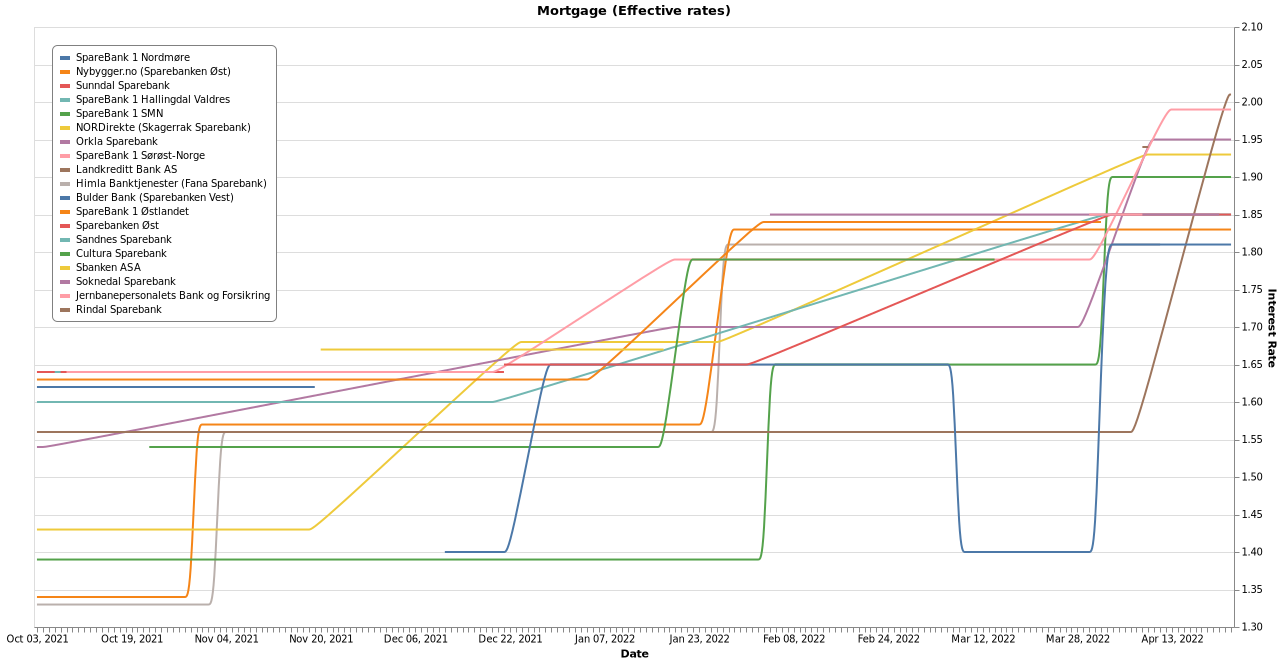 Mortgage (Effective rates)
SpareBank 1 Nordmøre
Nybygger.no (Sparebanken Øst)
Sunndal Sparebank
SpareBank 1 Hallingdal Valdres
SpareBank 1 SMN
NORDirekte (Skagerrak Sparebank)
Orkla Sparebank
SpareBank 1 Sørøst-Norge
Landkreditt Bank AS
Himla Banktjenester (Fana Sparebank)
Bulder Bank (Sparebanken Vest)
SpareBank 1 Østlandet
Sparebanken Øst
Sandnes Sparebank
Cultura Sparebank
Sbanken ASA
Soknedal Sparebank
Jernbanepersonalets Bank og Forsikring
Rindal Sparebank
2.10
2.05
2.00
1.95
1.90
1.85
1.80
1.75
1.70
1.65
1.60
1.55
1.50
1.45
1.40
1.35
1.30
Interest Rate
Oct 03, 2021 Oct 19, 2021 Nov 04, 2021 Nov 20, 2021 Dec 06, 2021 Dec 22, 2021 Jan 07, 2022 Jan 23, 2022 Feb 08, 2022 Feb 24, 2022 Mar 12, 2022 Mar 28, 2022 Apr 13, 2022
Date